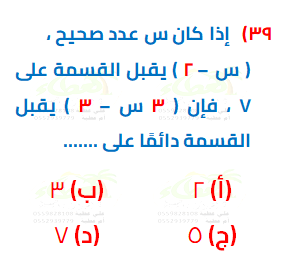 ٣٩) إذا كان س عدد صحيح ،
( س – ٢ ) يقبل القسمة على
٧ ، فإن ( ٣ س – ٣ ) يقبل
القسمة دائمًا على .......
(أ) ٢ (ب) ٣
(ج) ٥ (د) ٧